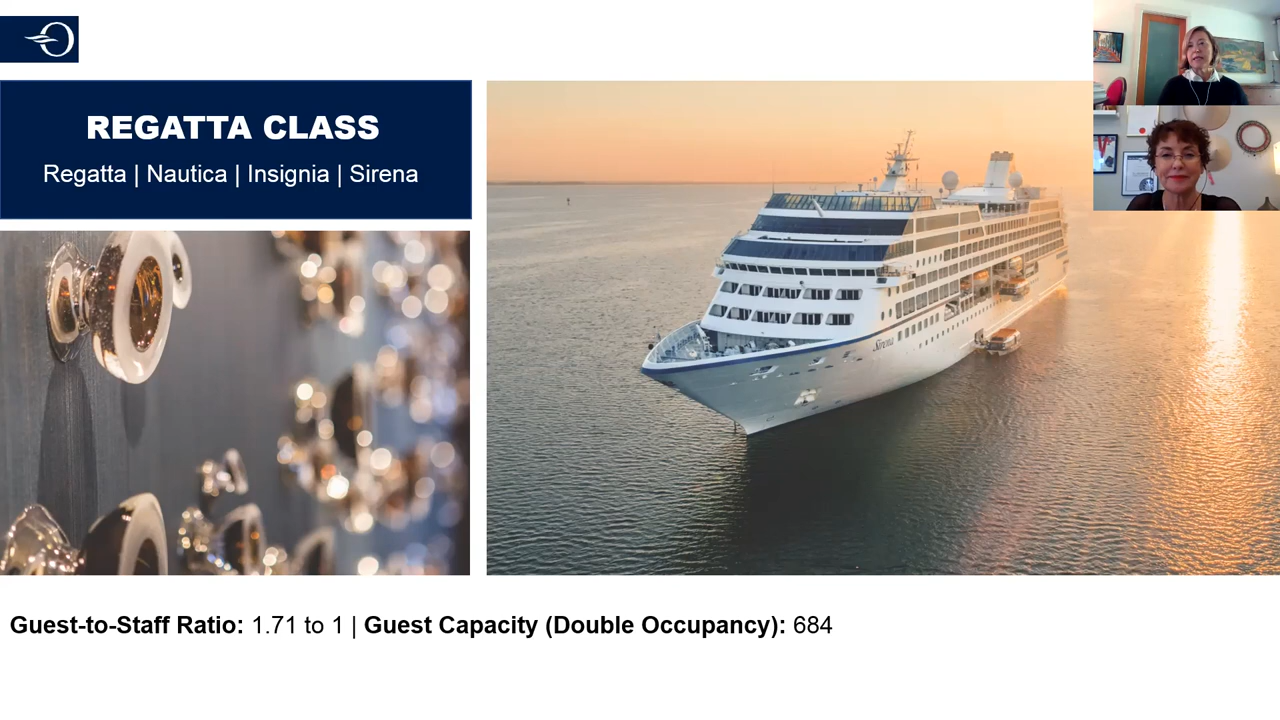 REGATTA CLASS
Regatta | Nautica | Insignia | Sirena
Sirena
Guest-to-Staff Ratio: 1.71 to 1 | Guest Capacity (Double Occupancy): 684